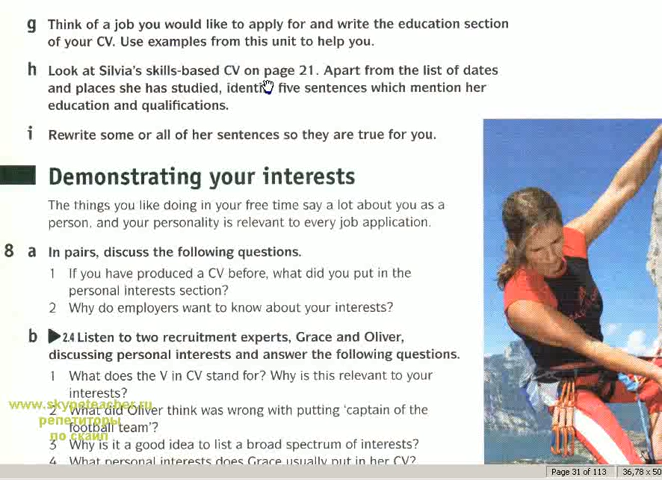 g Think of a job you would like to apply for and write the education section
of your CV. Use examples from this unit to help you.
h Look at Silvia's skills-based CV on page 21. Apart from the list of dates
and places she has studied, identify five sentences which mention her
education and qualifications.
i Rewrite some or all of her sentences so they are true for you.
Demonstrating your interests
The things you like doing in your free time say a lot about you as a
person, and your personality is relevant to every job application.
8 a In pairs, discuss the following questions.
1 If you have produced a CV before, what did you put in the
personal interests section?
2 Why do employers want to know about your interests?
b ▶2.4 Listen to two recruitment experts, Grace and Oliver,
discussing personal interests and answer the following questions.
1 What does the V in CV stand for? Why is this relevant to your
interests?
www.skypeteacher.ru
2 What did Oliver think was wrong with putting 'captain of the
репетиторы
football team'?
по скайп
3 Why is it a good idea to list a broad spectrum of interests?
4 What personal interests does Grace usually put in her CV?
Page 31 of 113
36,78 x 50